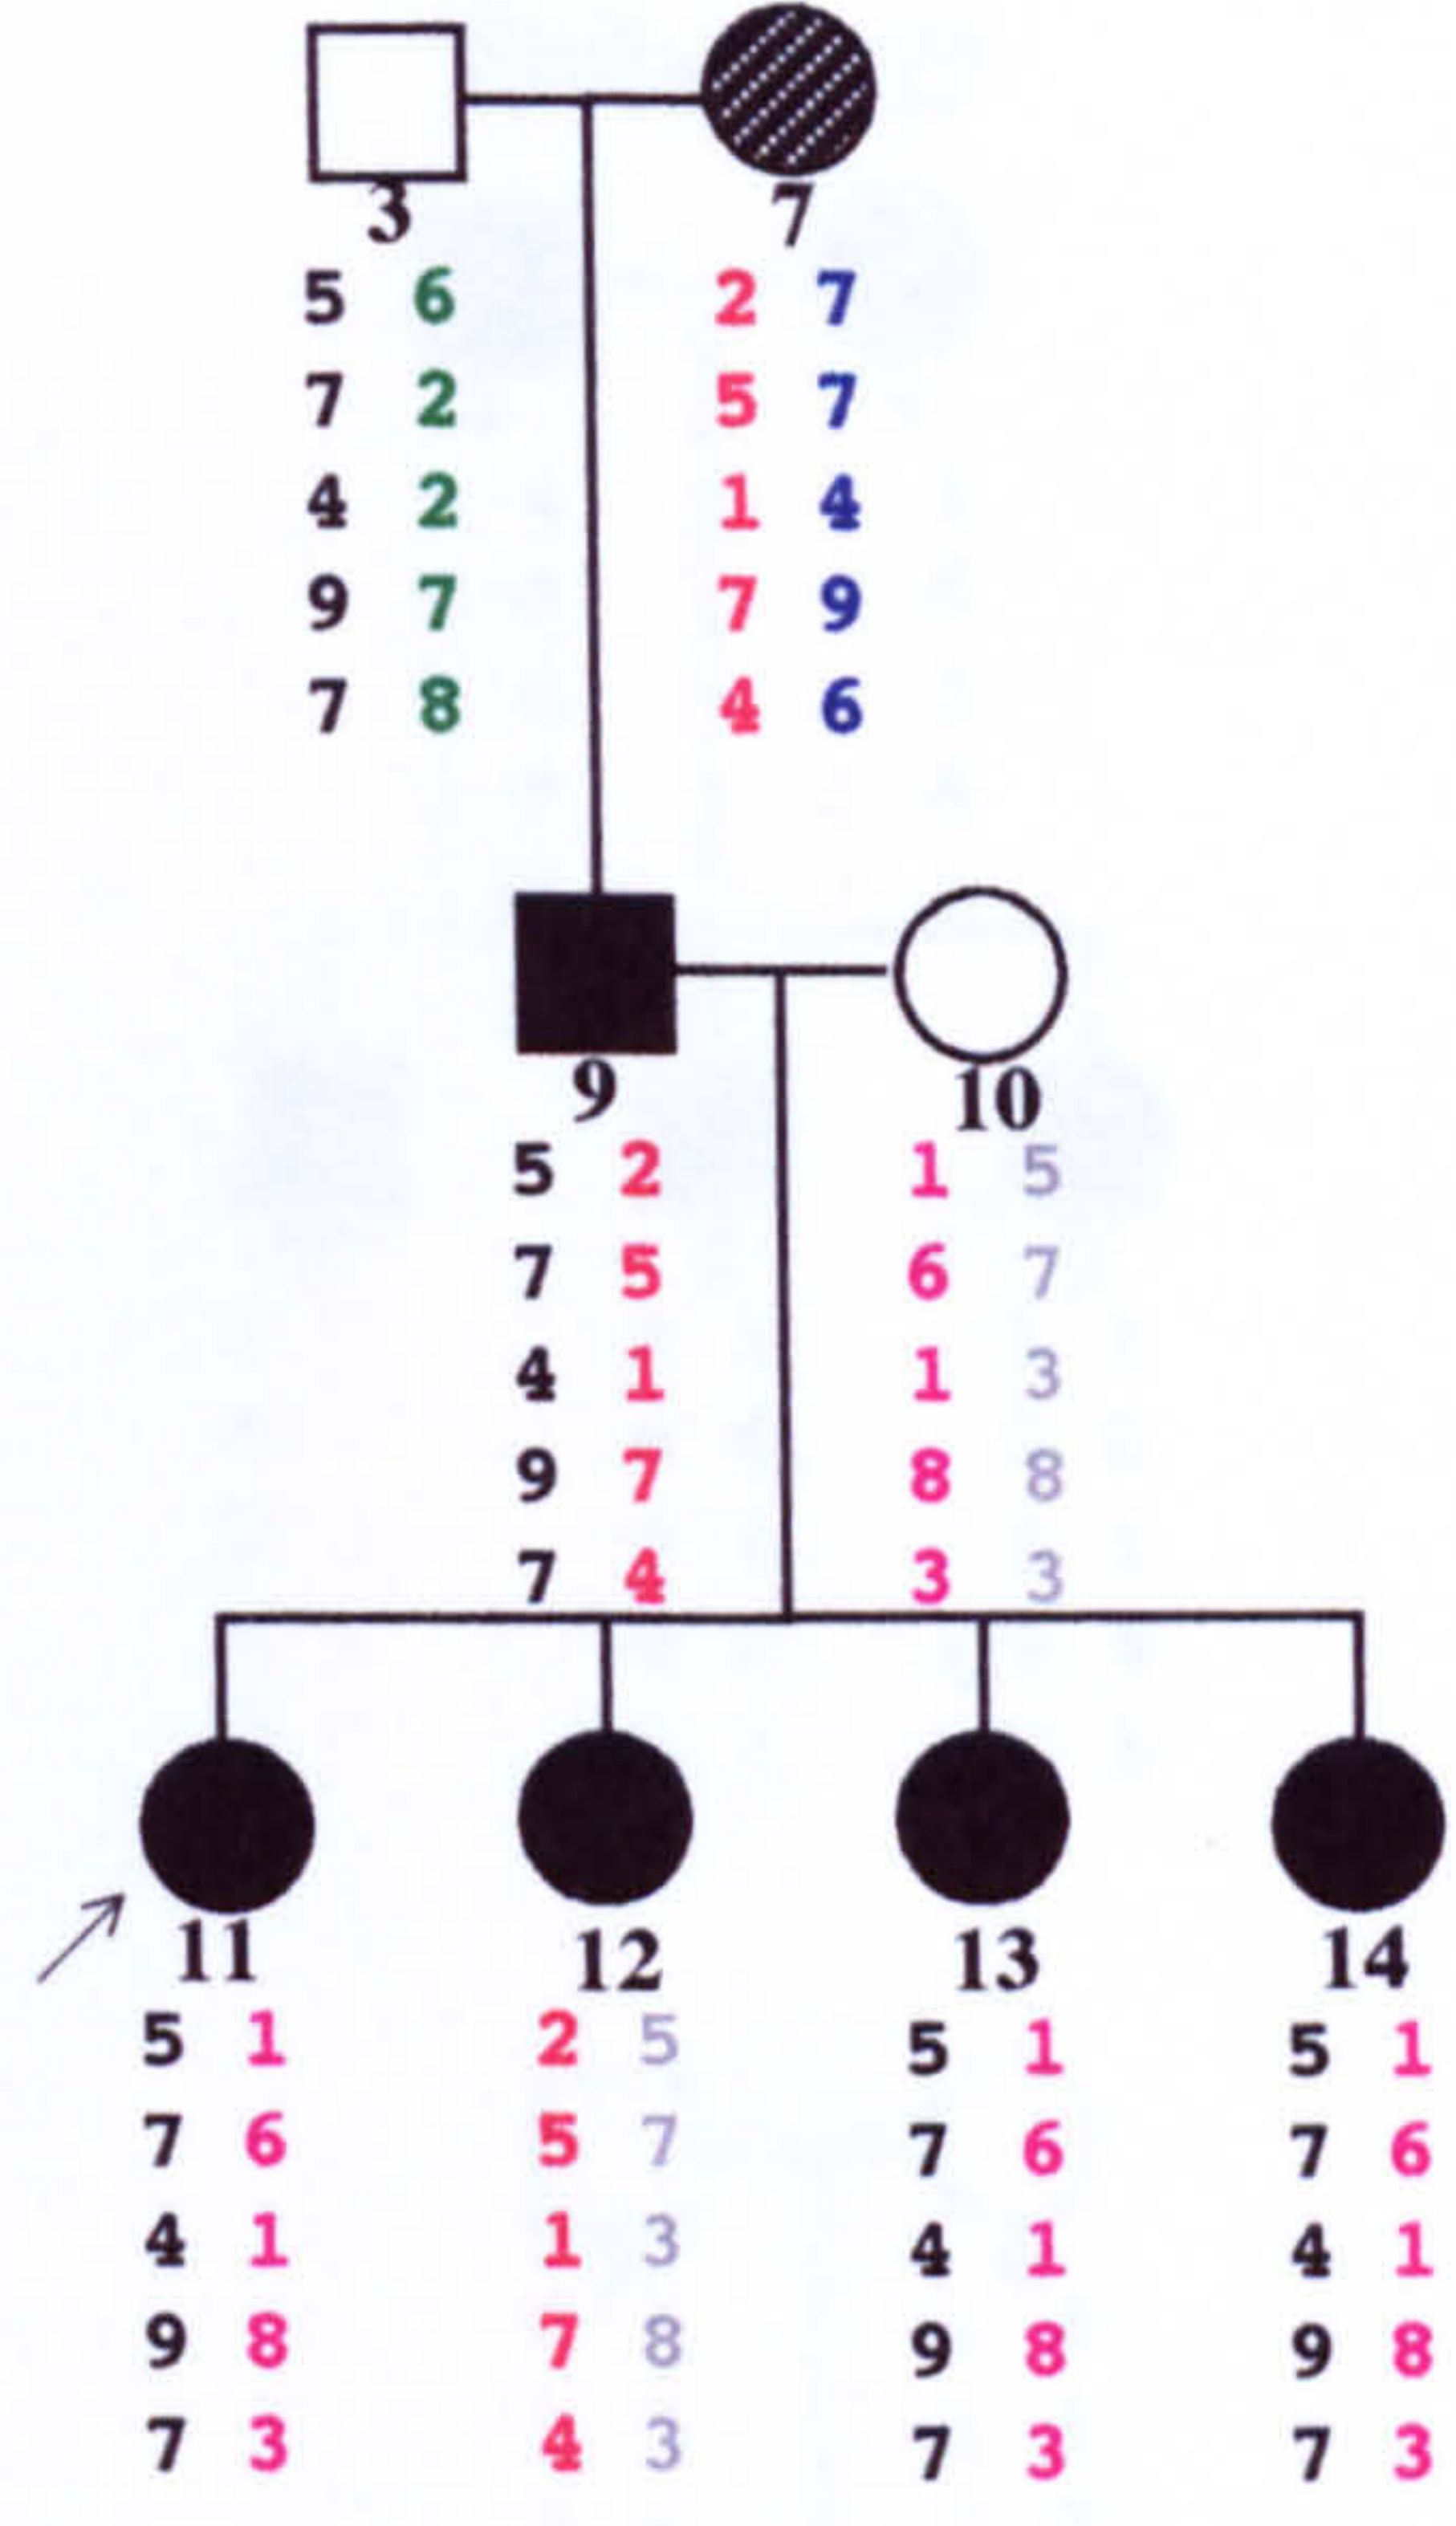 3 7
5 6 2 7
7 2 5 7
4 2 1 4
9 7 7 9
7 8 4 6
9 10
5 2 1 5
7 5 6 7
4 1 1 3
9 7 8 8
7 4 3 3
11 12 13 14
5 1 2 5 5 1 5 1
7 6 5 7 7 6 7 6
4 1 1 3 4 1 4 1
9 8 7 8 9 8 9 8
7 3 4 3 7 3 7 3